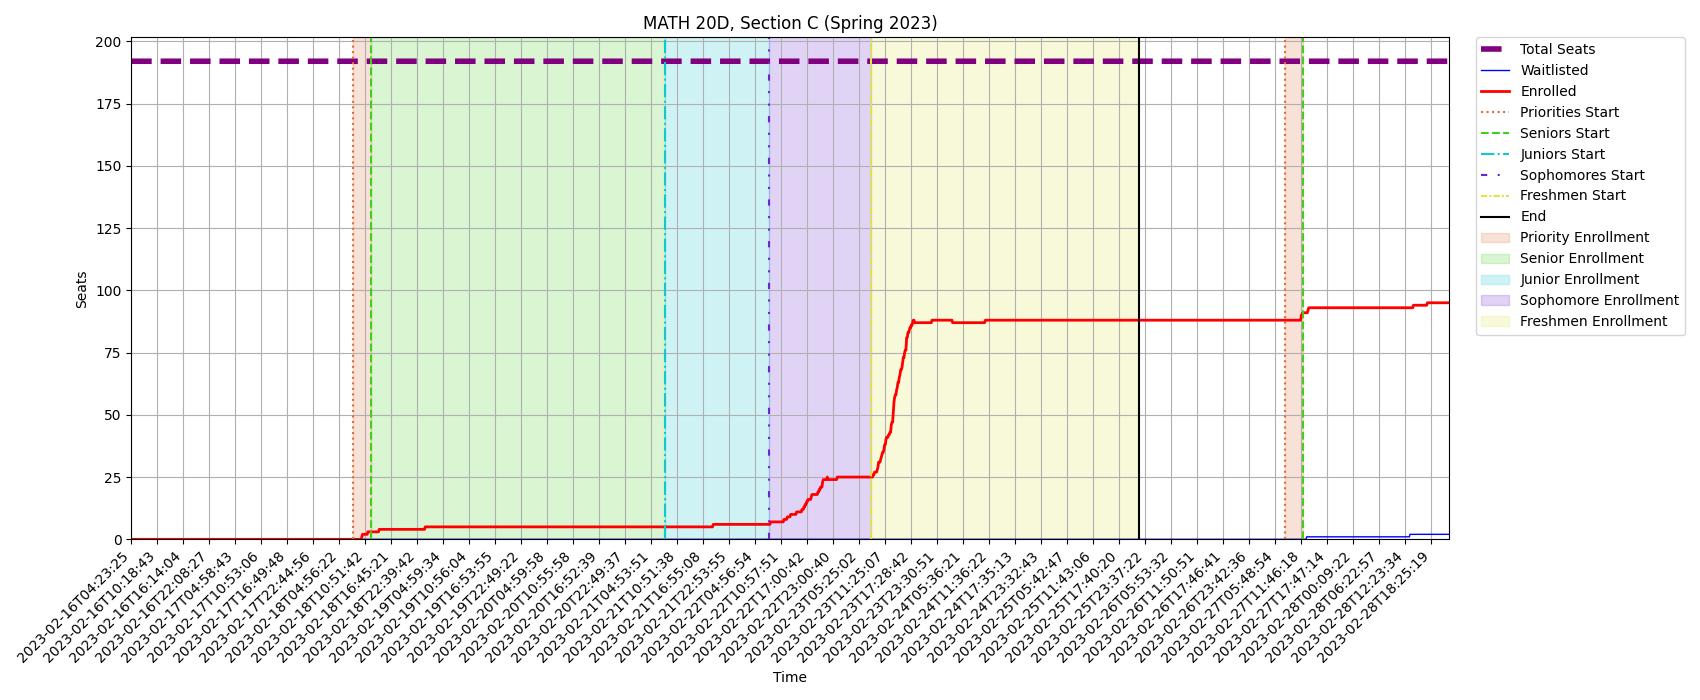 MATH 20D, Section C (Spring 2023)
200
175
150
125
100
75
50
25
0
Seats
2023-02-16T04:23:25
2023-02-16T10:18:43
2023-02-16T16:14:04
2023-02-16T22:08:27
2023-02-17T04:58:43
2023-02-17T10:53:06
2023-02-17T16:49:48
2023-02-17T22:44:56
2023-02-18T04:56:22
2023-02-18T10:51:42
2023-02-18T16:45:21
2023-02-18T22:39:42
2023-02-19T04:59:34
2023-02-19T10:56:04
2023-02-19T16:53:55
2023-02-19T22:49:22
2023-02-20T04:59:58
2023-02-20T10:55:58
2023-02-20T16:52:39
2023-02-20T22:49:37
2023-02-21T04:53:51
2023-02-21T10:51:38
2023-02-21T16:55:08
2023-02-21T22:53:55
2023-02-22T04:56:54
2023-02-22T10:57:51
2023-02-22T17:00:42
2023-02-22T23:00:40
2023-02-23T05:25:02
2023-02-23T11:25:07
2023-02-23T17:28:42
2023-02-23T23:30:51
2023-02-24T05:36:21
2023-02-24T11:36:22
2023-02-24T17:35:13
2023-02-24T23:32:43
2023-02-25T05:42:47
2023-02-25T11:43:06
2023-02-25T17:40:20
2023-02-25T23:37:22
2023-02-26T05:53:32
2023-02-26T11:50:51
2023-02-26T17:46:41
2023-02-26T23:42:36
2023-02-27T05:48:54
2023-02-27T11:46:18
2023-02-27T17:47:14
2023-02-28T00:09:22
2023-02-28T06:22:57
2023-02-28T12:23:34
2023-02-28T18:25:19
Time
Total Seats
Waitlisted
Enrolled
Priorities Start
Seniors Start
Juniors Start
Sophomores Start
Freshmen Start
End
Priority Enrollment
Senior Enrollment
Junior Enrollment
Sophomore Enrollment
Freshmen Enrollment